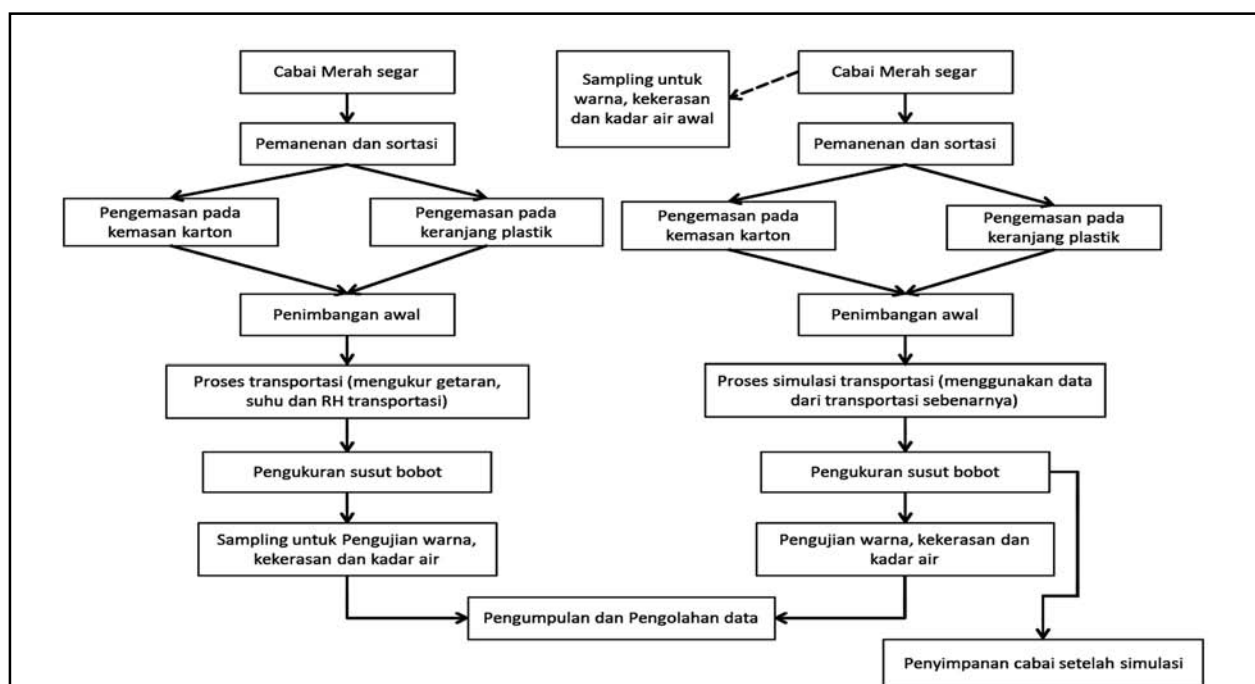 Cabai Merah segar
Pemanenan dan sortasi
Pengemasan pada
kemasan karton
Pengemasan pada
keranjang plastik
Penimbangan awal
Proses transportasi (mengukur getaran,
suhu dan RH transportasi)
Pengukuran susut bobot
Sampling untuk Pengujian warna,
kekerasan dan kadar air
Sampling untuk
warna, kekerasan
dan kadar air awal
Cabai Merah segar
Pemanenan dan sortasi
Pengemasan pada
kemasan karton
Pengemasan pada
keranjang plastik
Penimbangan awal
Proses simulasi transportasi (menggunakan data
dari transportasi sebenarnya)
Pengukuran susut bobot
Pengujian warna, kekerasan dan
kadar air
Pengumpulan dan Pengolahan data
Penyimpanan cabai setelah simulasi